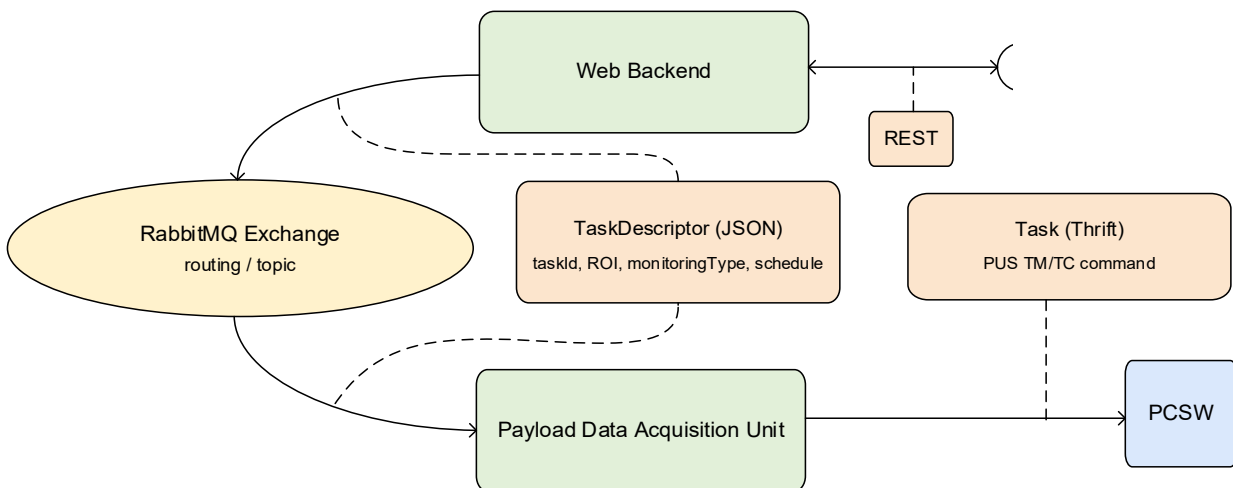 Web Backend
REST
RabbitMQ Exchange
routing / topic
TaskDescriptor (JSON)
taskId, ROI, monitoringType, schedule
Task (Thrift)
PUS TM/TC command
Payload Data Acquisition Unit
PCSW